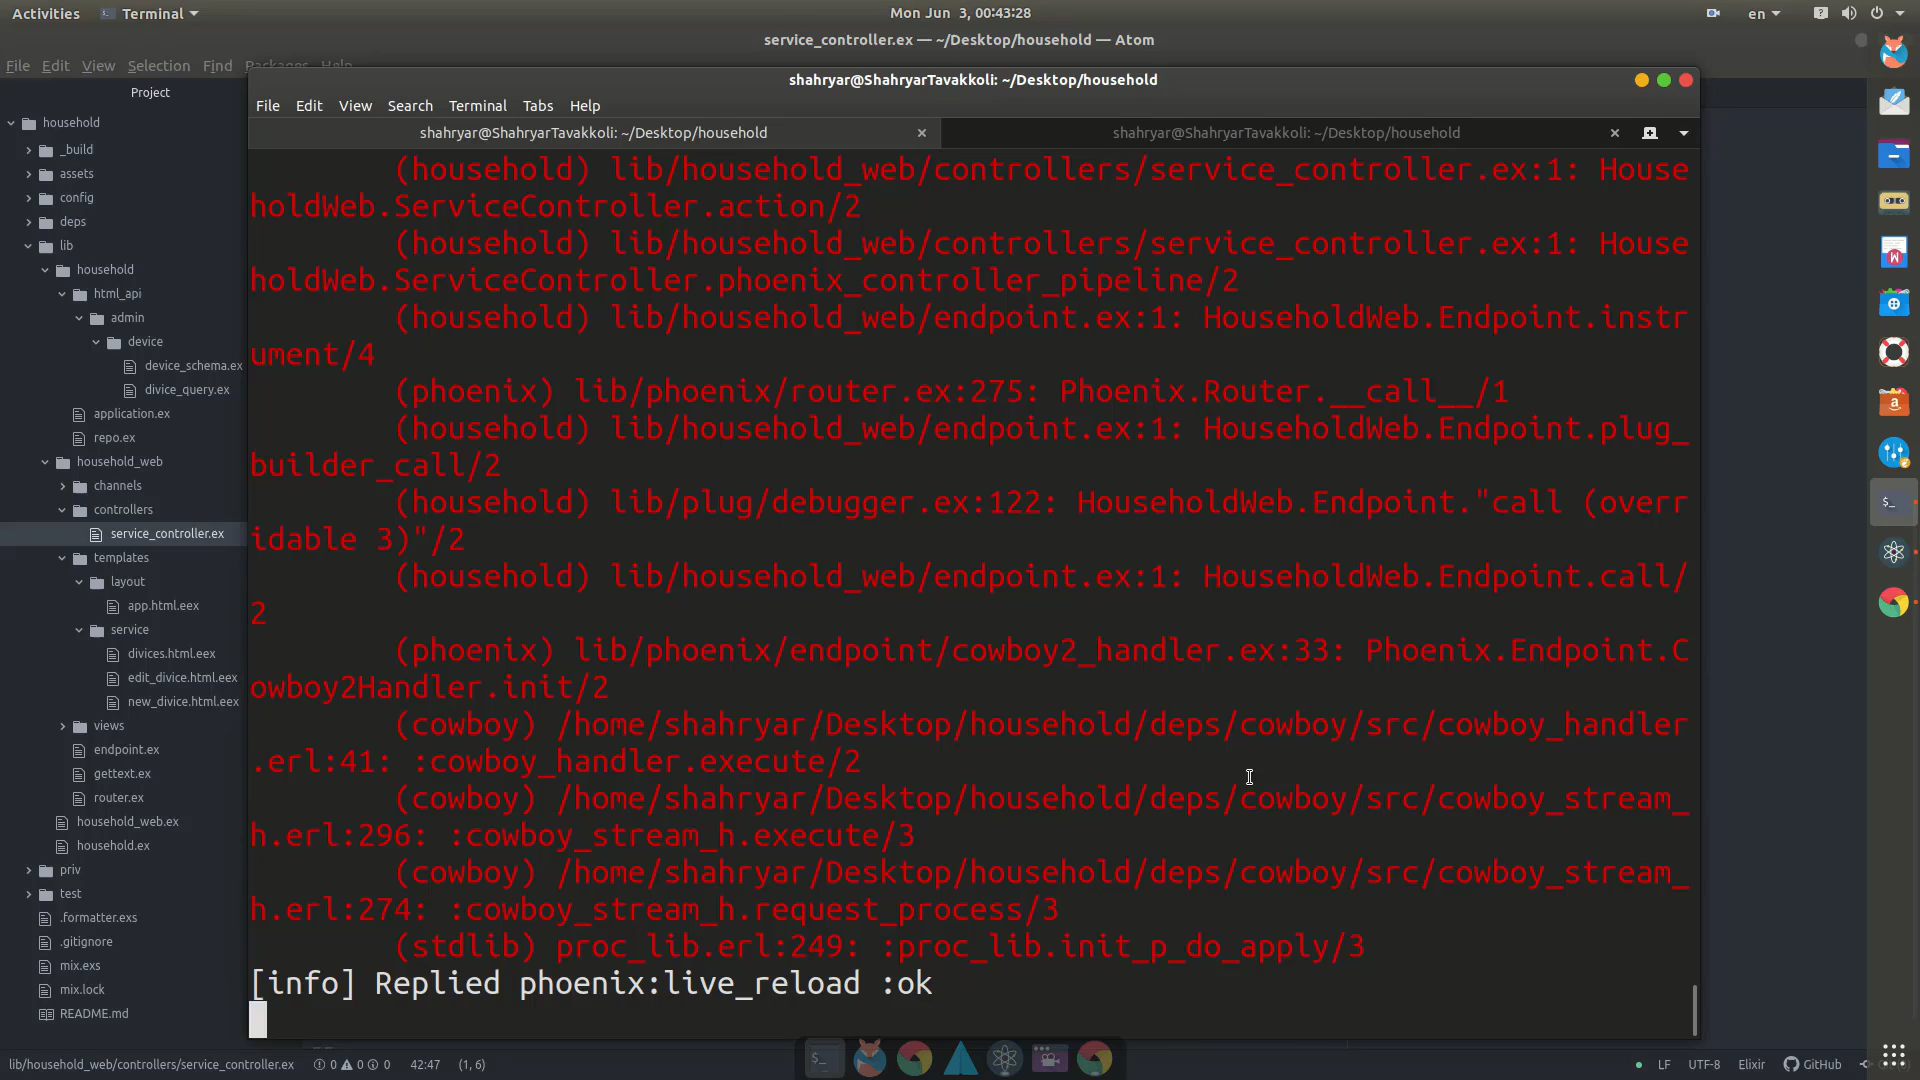 Activities
Terminal
Mon Jun 3, 00:43:28
en
service_controller.ex — ~/Desktop/household — Atom
File Edit View Selection Find Packages Help
Project
household
_build
assets
config
deps
lib
household
html_api
admin
device
device_schema.ex
divice_query.ex
application.ex
repo.ex
household_web
channels
controllers
service_controller.ex
templates
layout
app.html.eex
service
divices.html.eex
edit_divice.html.eex
new_divice.html.eex
views
endpoint.ex
gettext.ex
router.ex
household_web.ex
household.ex
priv
test
.formatter.exs
.gitignore
mix.exs
mix.lock
README.md
shahryar@ShahryarTavakkoli: ~/Desktop/household
File Edit View Search Terminal Tabs Help
shahryar@ShahryarTavakkoli: ~/Desktop/household
shahryar@ShahryarTavakkoli: ~/Desktop/household
(household) lib/household_web/controllers/service_controller.ex:1: House
holdWeb.ServiceController.action/2
(household) lib/household_web/controllers/service_controller.ex:1: House
holdWeb.ServiceController.phoenix_controller_pipeline/2
(household) lib/household_web/endpoint.ex:1: HouseholdWeb.Endpoint.instr
ument/4
(phoenix) lib/phoenix/router.ex:275: Phoenix.Router.__call__/1
(household) lib/household_web/endpoint.ex:1: HouseholdWeb.Endpoint.plug_
builder_call/2
(household) lib/plug/debugger.ex:122: HouseholdWeb.Endpoint."call (overr
idable 3)"/2
(household) lib/household_web/endpoint.ex:1: HouseholdWeb.Endpoint.call/
2
(phoenix) lib/phoenix/endpoint/cowboy2_handler.ex:33: Phoenix.Endpoint.C
owboy2Handler.init/2
(cowboy) /home/shahryar/Desktop/household/deps/cowboy/src/cowboy_handler
.erl:41: :cowboy_handler.execute/2
(cowboy) /home/shahryar/Desktop/household/deps/cowboy/src/cowboy_stream_
h.erl:296: :cowboy_stream_h.execute/3
(cowboy) /home/shahryar/Desktop/household/deps/cowboy/src/cowboy_stream_
h.erl:274: :cowboy_stream_h.request_process/3
(stdlib) proc_lib.erl:249: :proc_lib.init_p_do_apply/3
[info] Replied phoenix:live_reload :ok
lib/household_web/controllers/service_controller.ex 0 0 0 42:47 (1, 6)
LF UTF-8 Elixir GitHub